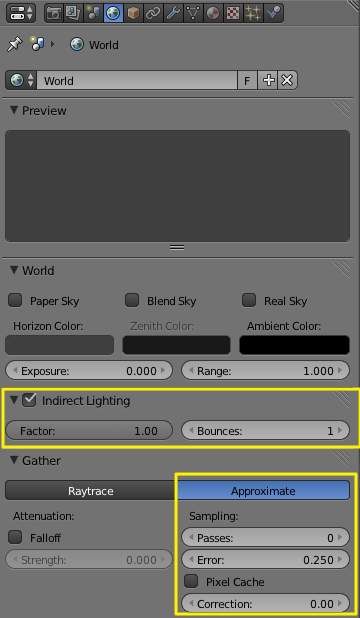 World
World F
Preview
World
Paper Sky Blend Sky Real Sky
Horizon Color: Zenith Color: Ambient Color:
Exposure: 0.000 Range: 1.000
Indirect Lighting
Factor: 1.00 Bounces: 1
Gather
Raytrace Approximate
Attenuation: Sampling:
Falloff Passes: 0
Strength: 0.000 Error: 0.250
Pixel Cache
Correction: 0.00